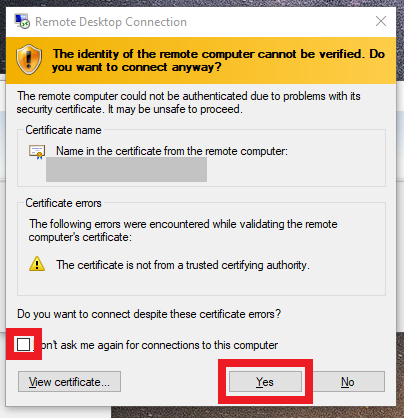 Remote Desktop Connection
The identity of the remote computer cannot be verified. Do
you want to connect anyway?
The remote computer could not be authenticated due to problems with its
security certificate. It may be unsafe to proceed.
Certificate name
Name in the certificate from the remote computer:
Certificate errors
The following errors were encountered while validating the remote
computer's certificate:
The certificate is not from a trusted certifying authority.
Do you want to connect despite these certificate errors?
on't ask me again for connections to this computer
View certificate...
Yes
No